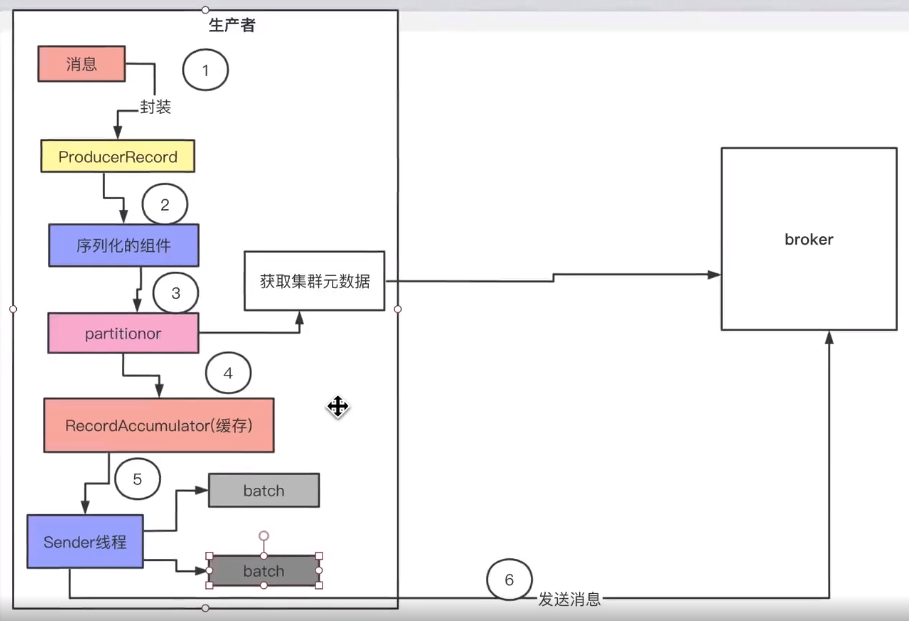 生产者
消息
1
封装
ProducerRecord
2
序列化的组件
3
获取集群元数据
broker
partitionor
4
RecordAccumulator(缓存)
5
batch
Sender线程
batch
6
发送消息